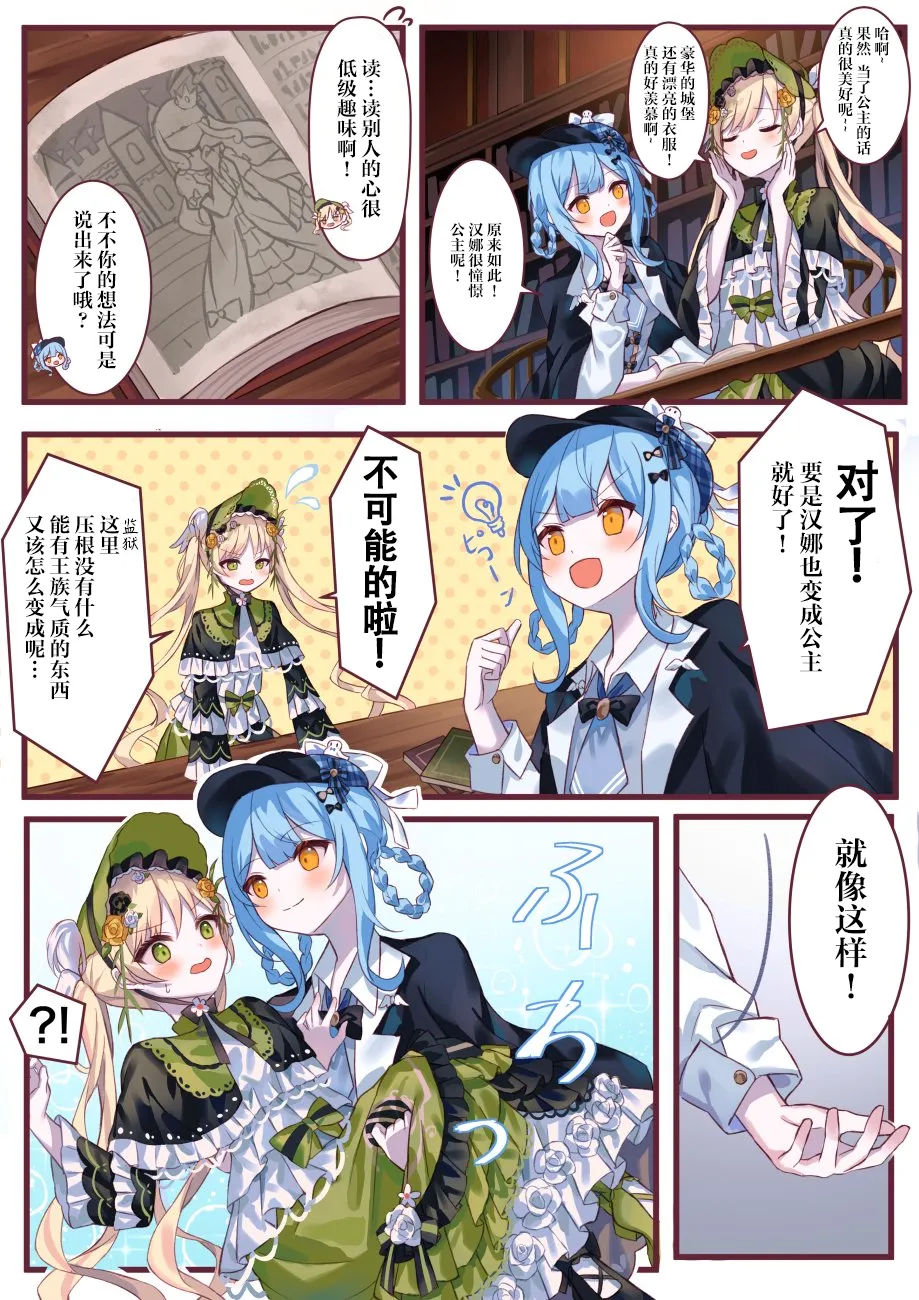 哈啊~
果然 当了公主的话
真的很美好呢~~
豪华的城堡
还有漂亮的衣服！
真的好羡慕啊~
原来如此！
汉娜很憧憬
公主呢！
读…读别人的心很
低级趣味啊！
不不你的想法可是
说出来了哦？
对了！
要是汉娜也变成公主
就好了！
ピコーン
不可能的啦！
监狱
这里
压根没有什么
能有王族气质的东西
又该怎么变成呢…
就像这样！
ふーわっ
?!